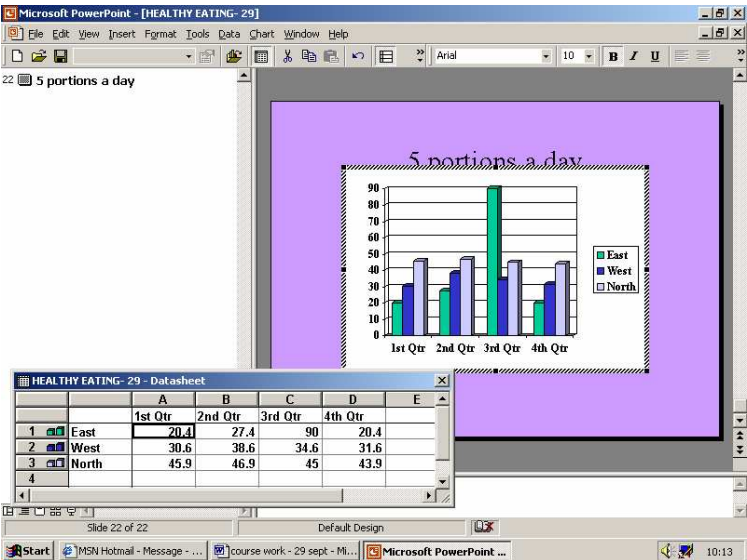 Microsoft PowerPoint - [HEALTHY EATING- 29]
File Edit View Insert Format Tools Data Chart Window Help
Arial 10 B I U
22 5 portions a day
5 portions a day
90
80
70
60
50
40
30
20
10
0
1st Qtr 2nd Qtr 3rd Qtr 4th Qtr
East
West
North
HEALTHY EATING- 29 - Datasheet
A B C D E
1st Qtr 2nd Qtr 3rd Qtr 4th Qtr
1 East 20.4 27.4 90 20.4
2 West 30.6 38.6 34.6 31.6
3 North 45.9 46.9 45 43.9
4
Slide 22 of 22 Default Design
Start MSN Hotmail - Message - ... course work - 29 sept - Mi... Microsoft PowerPoint ... 10:13